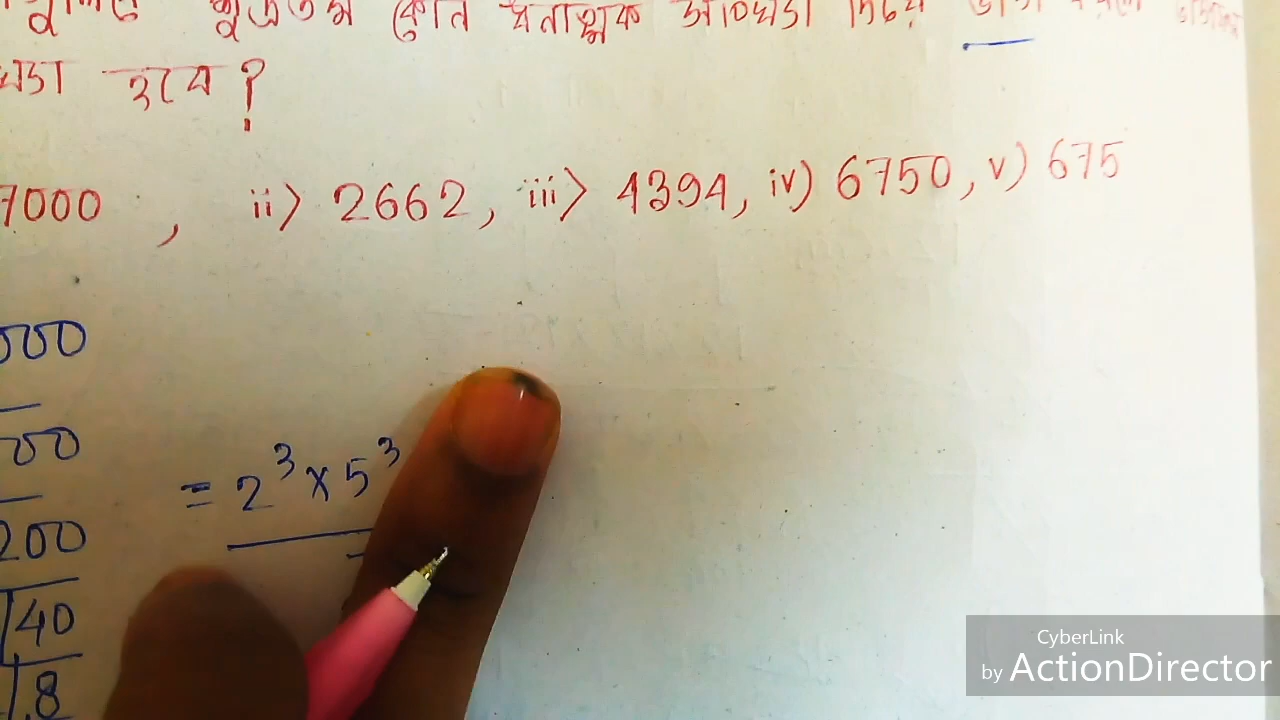 ক্ষুদ্রতম কোন ধনাত্মক দিয়ে ভাগ করলে
হবে ?
7000 , ii> 2662, iii> 4394, iv) 6750, v) 675
000
00
200
40
8
= 2³ x 5³
CyberLink
by ActionDirector